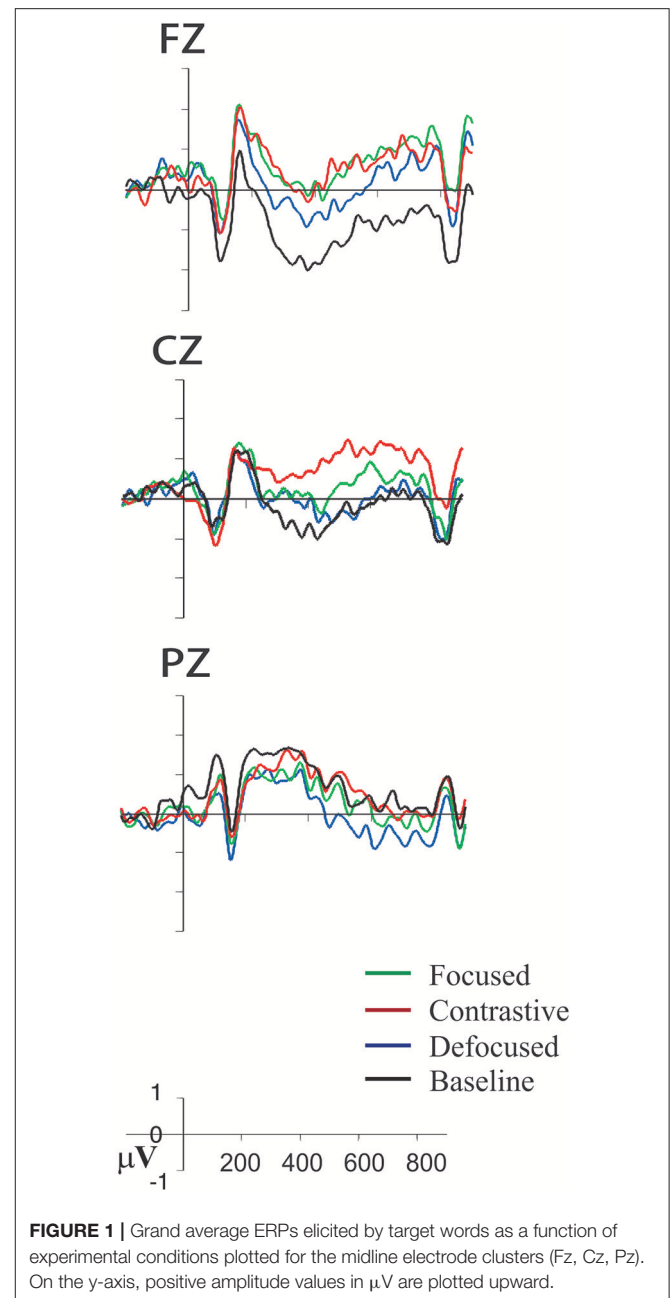 FZ
CZ
PZ
Focused
Contrastive
Defocused
Baseline
1
0
μV 200 400 600 800
-1
FIGURE 1 | Grand average ERPs elicited by target words as a function of
experimental conditions plotted for the midline electrode clusters (Fz, Cz, Pz).
On the y-axis, positive amplitude values in μV are plotted upward.